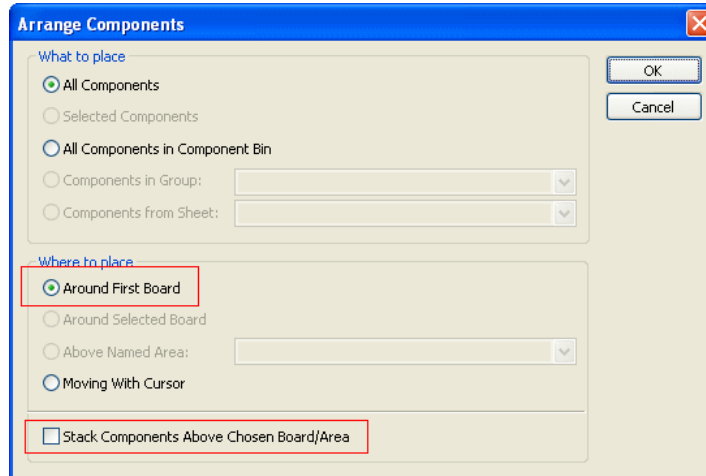 Arrange Components
What to place
All Components
Selected Components
All Components in Component Bin
Components in Group:
Components from Sheet:
OK
Cancel
Where to place
Around First Board
Around Selected Board
Above Named Area:
Moving With Cursor
Stack Components Above Chosen Board/Area